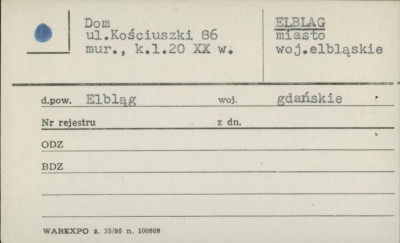 Dom
ul.Kościuszki 86
mur., k.l.20 XX w.
ELBLĄG
miasto
woj.elbląskie
d.pow. Elbląg woj. gdańskie
Nr rejestru z dn.
ODZ
BDZ
WAREXPO z. 35/86 n. 100000